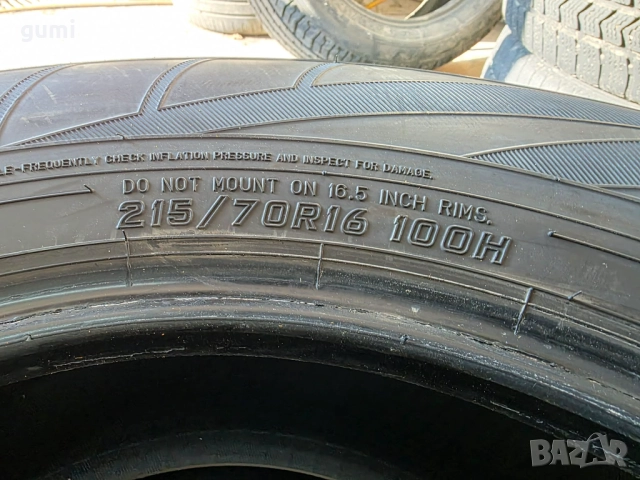 gumi
LE-FREQUENTLY CHECK INFLATION PRESSURE AND INSPECT FOR DAMAGE.
DO NOT MOUNT ON 16.5 INCH RIMS.
215/70R16 100H
BAZAR